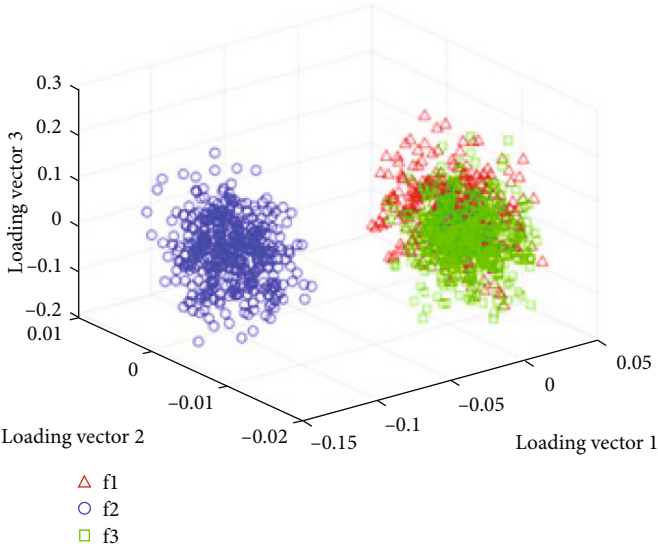 0.3
0.2
0.1
0
–0.1
–0.2
Loading vector 3
0.01
0
–0.01
–0.02
Loading vector 2
–0.15
–0.1
–0.05
0
0.05
Loading vector 1
f1
f2
f3